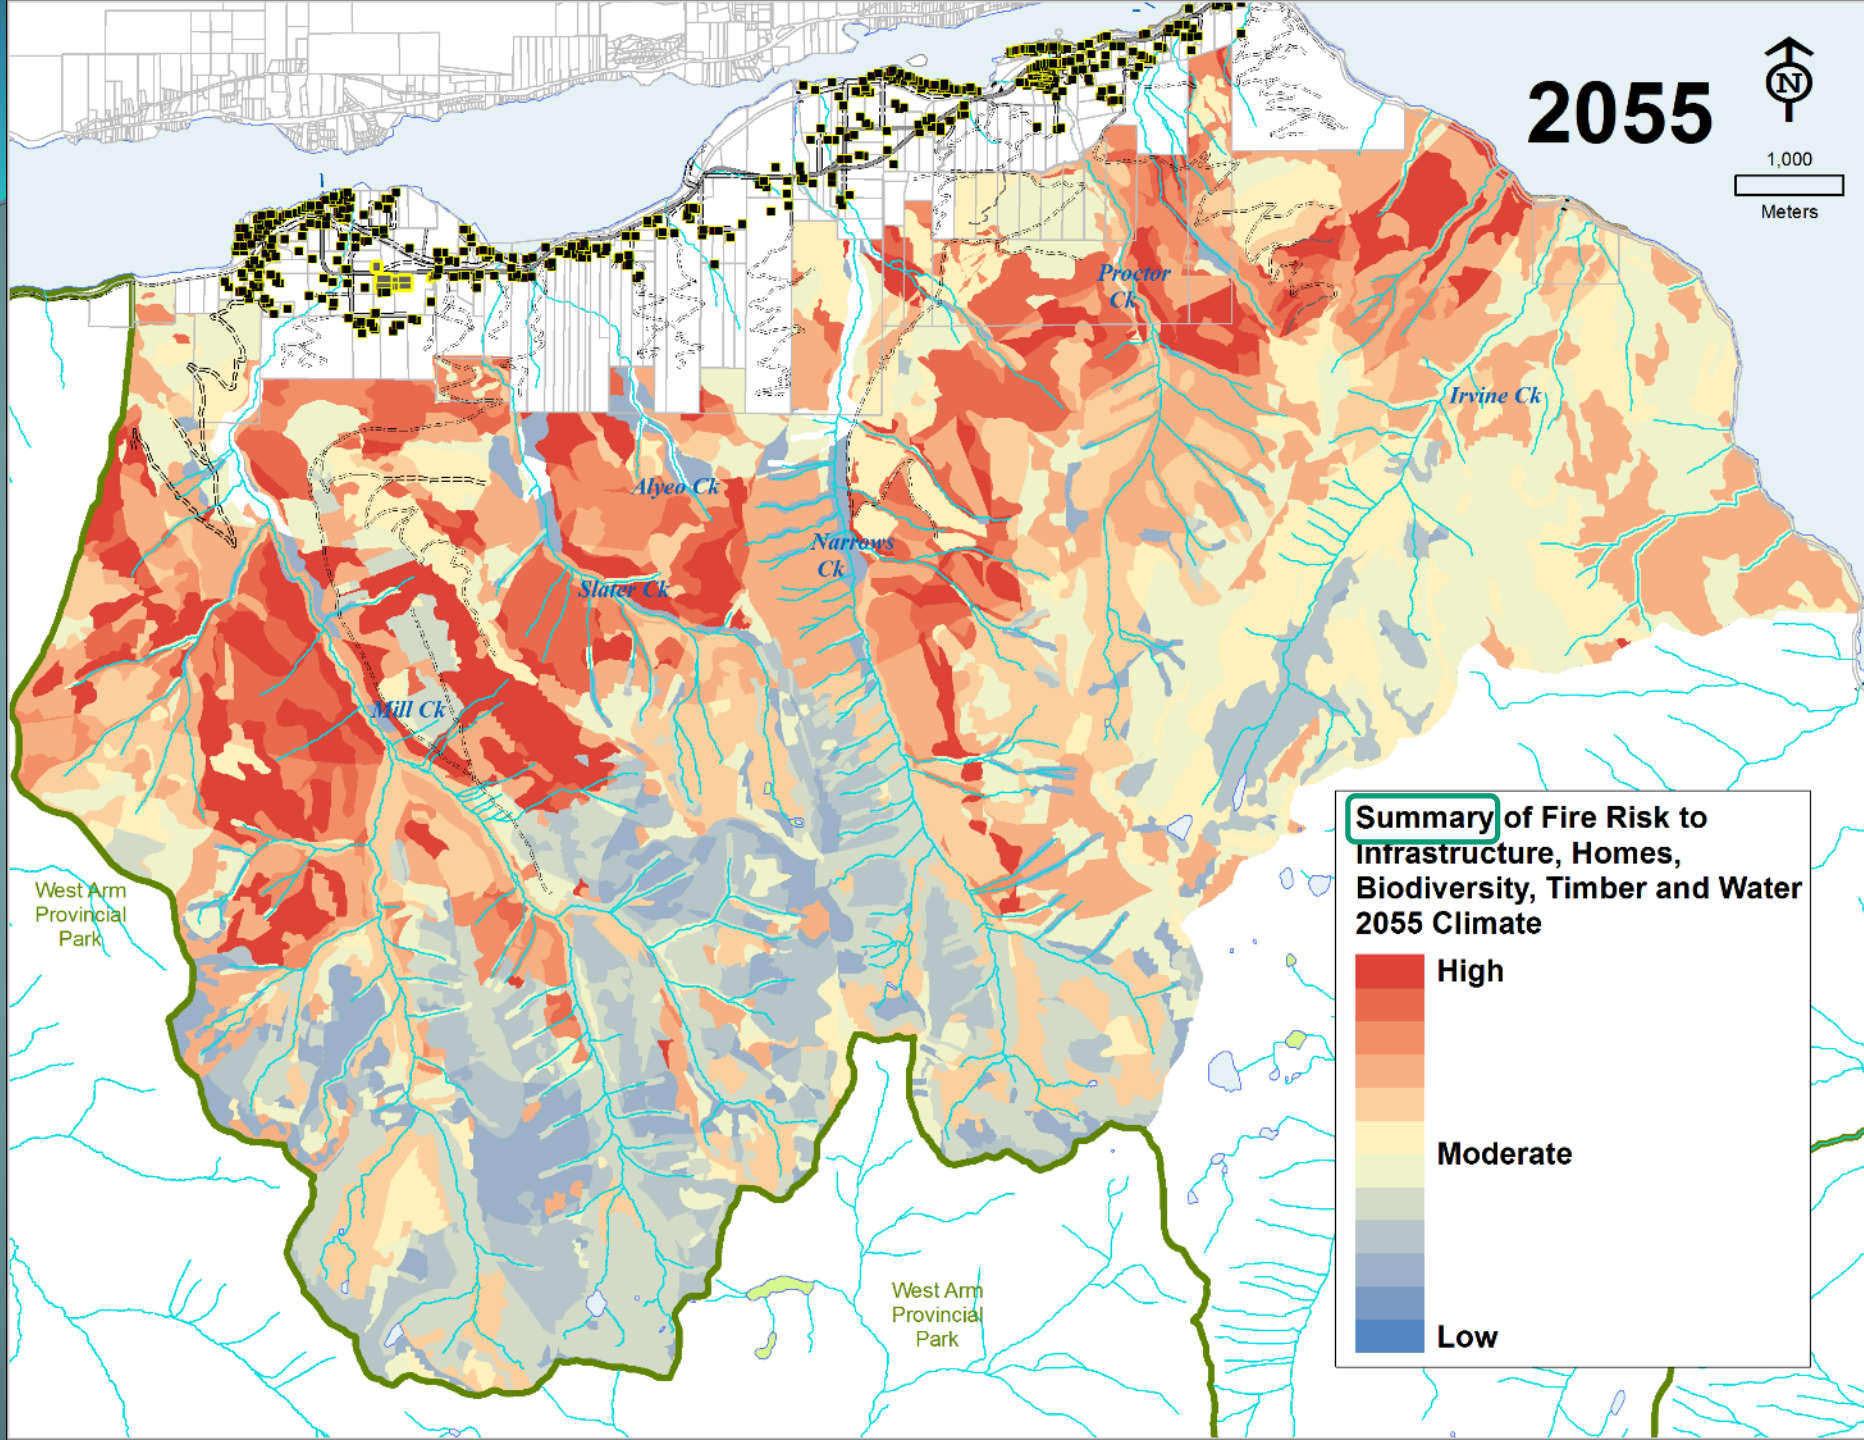 2055
N
1,000
Meters
Proctor
Ck
Irvine Ck
Alyeo Ck
Narrows
Ck
Slater Ck
Mill Ck
West Arm
Provincial
Park
West Arm
Provincial
Park
Summary of Fire Risk to
Infrastructure, Homes,
Biodiversity, Timber and Water
2055 Climate
High
Moderate
Low